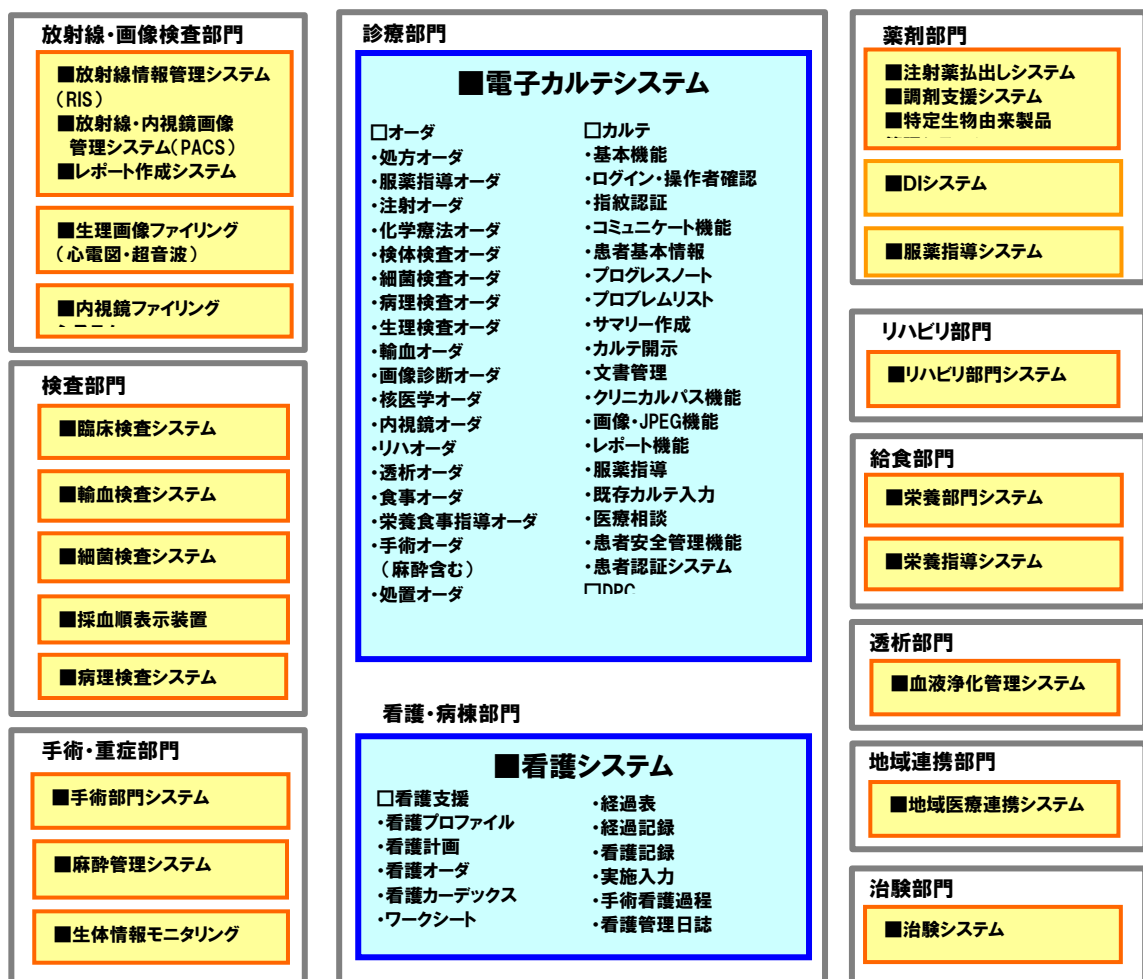 放射線・画像検査部門
■放射線情報管理システム
（RIS）
■放射線・内視鏡画像
管理システム（PACS）
■レポート作成システム
■生理画像ファイリング
（心電図・超音波）
■内視鏡ファイリング
検査部門
■臨床検査システム
■輸血検査システム
■細菌検査システム
■採血順表示装置
■病理検査システム
手術・重症部門
■手術部門システム
■麻酔管理システム
■生体情報モニタリング
診療部門
■電子カルテシステム
□オーダ
・処方オーダ
・服薬指導オーダ
・注射オーダ
・化学療法オーダ
・検体検査オーダ
・細菌検査オーダ
・病理検査オーダ
・生理検査オーダ
・輸血オーダ
・画像診断オーダ
・核医学オーダ
・内視鏡オーダ
・リハオーダ
・透析オーダ
・食事オーダ
・栄養食事指導オーダ
・手術オーダ
（麻酔含む）
・処置オーダ
□カルテ
・基本機能
・ログイン・操作者確認
・指紋認証
・コミュニケート機能
・患者基本情報
・プログレスノート
・プロブレムリスト
・サマリー作成
・カルテ開示
・文書管理
・クリニカルパス機能
・画像・JPEG機能
・レポート機能
・服薬指導
・既存カルテ入力
・医療相談
・患者安全管理機能
・患者認証システム
□DPC
看護・病棟部門
■看護システム
□看護支援
・看護プロファイル
・看護計画
・看護オーダ
・看護カーデックス
・ワークシート
・経過表
・経過記録
・看護記録
・実施入力
・手術看護過程
・看護管理日誌
薬剤部門
■注射薬払出しシステム
■調剤支援システム
■特定生物由来製品
■DIシステム
■服薬指導システム
リハビリ部門
■リハビリ部門システム
給食部門
■栄養部門システム
■栄養指導システム
透析部門
■血液浄化管理システム
地域連携部門
■地域医療連携システム
治験部門
■治験システム